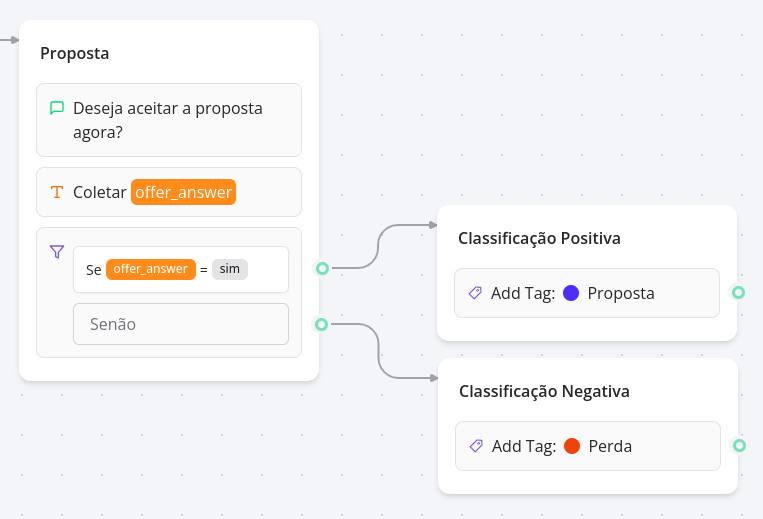 Proposta
Deseja aceitar a proposta
agora?
Coletar offer_answer
Se offer_answer = sim
Senão
Classificação Positiva
Add Tag: Proposta
Classificação Negativa
Add Tag: Perda